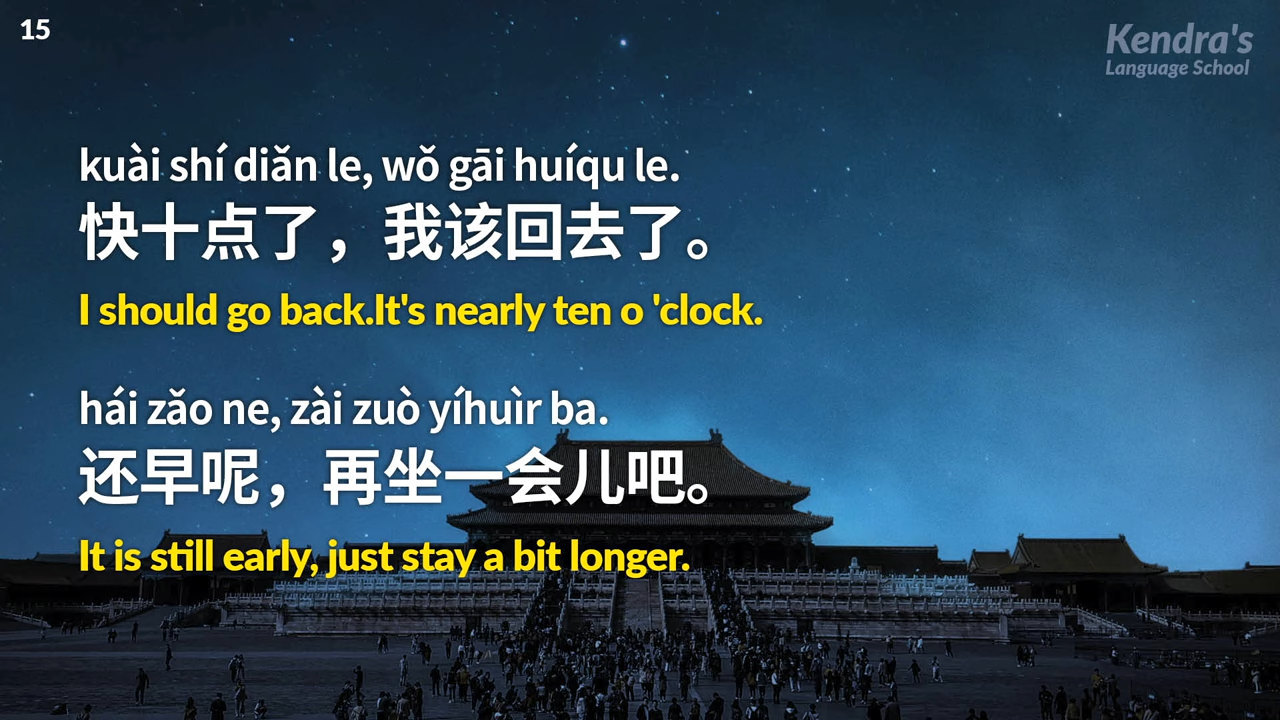 15
Kendra's
Language School
kuài shí diǎn le, wǒ gāi huíqu le.
快十点了，我该回去了。
I should go back.It's nearly ten o 'clock.
hái zǎo ne, zài zuò yíhuìr ba.
还早呢，再坐一会儿吧。
It is still early, just stay a bit longer.